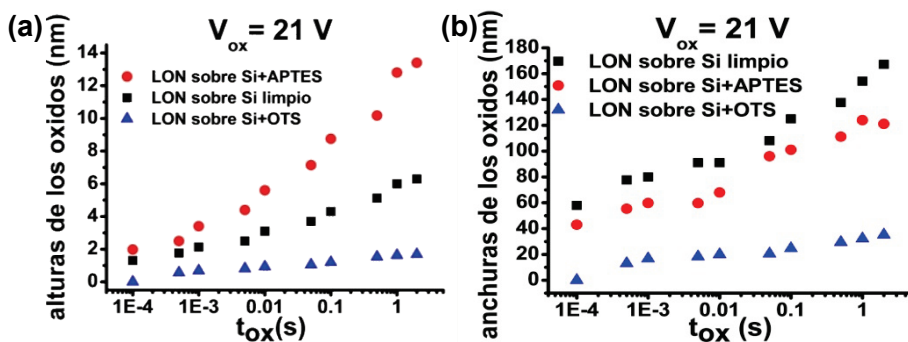 (a)
V_ox = 21 V
alturas de los oxidos (nm)
14
12
10
8
6
4
2
0
LON sobre Si+APTES
LON sobre Si limpio
LON sobre Si+OTS
1E-4 1E-3 0.01 0.1 1
t_ox(s)
(b)
V_ox = 21 V
anchuras de los oxidos (nm)
180
160
140
120
100
80
60
40
20
0
LON sobre Si limpio
LON sobre Si+APTES
LON sobre Si+OTS
1E-4 1E-3 0.01 0.1 1
t_ox (s)